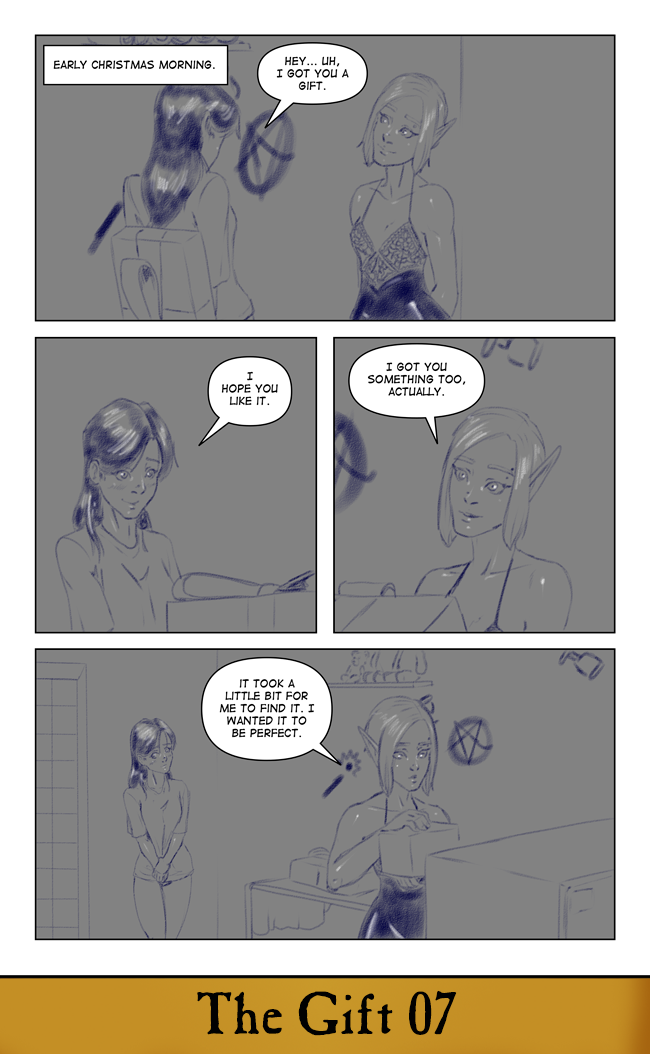 EARLY CHRISTMAS MORNING.
HEY... UH,
I GOT YOU A
GIFT.
I
HOPE YOU
LIKE IT.
I GOT YOU
SOMETHING TOO,
ACTUALLY.
IT TOOK A
LITTLE BIT FOR
ME TO FIND IT. I
WANTED IT TO
BE PERFECT.
The Gift 07